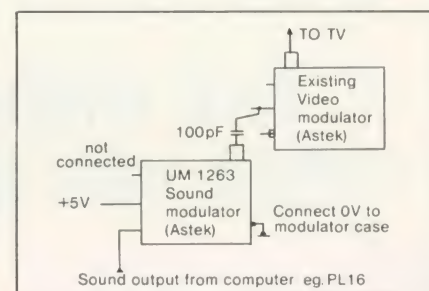 TO TV
Existing
Video
modulator
(Astek)
100pF
not
connected
UM 1263
Sound
modulator
(Astek)
+5V
Connect 0V to
modulator case
Sound output from computer eg. PL16